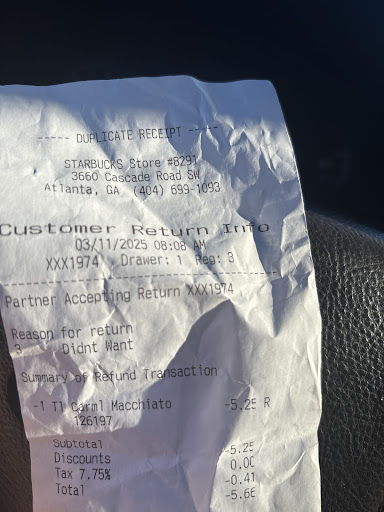 ----- DUPLICATE RECEIPT -----
STARBUCKS Store #8291
3660 Cascade Road SW
Atlanta, GA (404) 699-1093
Customer Return Info
03/11/2025 08:08 AM
XXX1974 Drawer: 1 Reg: 3
Partner Accepting Return XXX1974
Reason for return
3 Didnt Want
Summary of Refund Transaction
-1 Tl Carml Macchiato -5.25 R
126197
Subtotal -5.25
Discounts 0.00
Tax 7.75% -0.41
Total -5.66